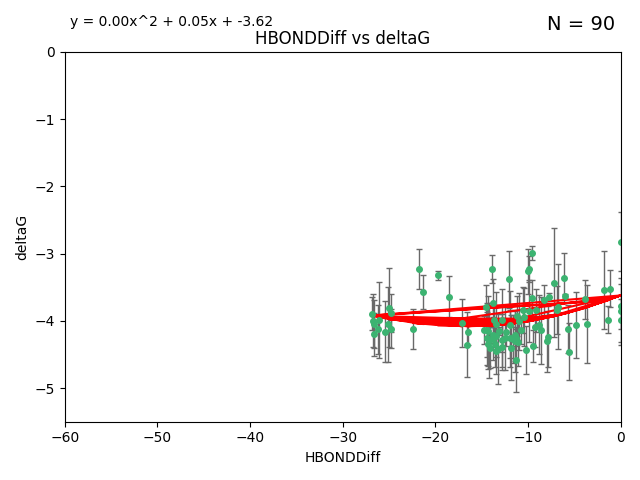 y = 0.00x^2 + 0.05x + -3.62
N = 90
HBONDDiff vs deltaG
0
−1
−2
−3
−4
−5
deltaG
−60
−50
−40
−30
−20
−10
0
HBONDDiff